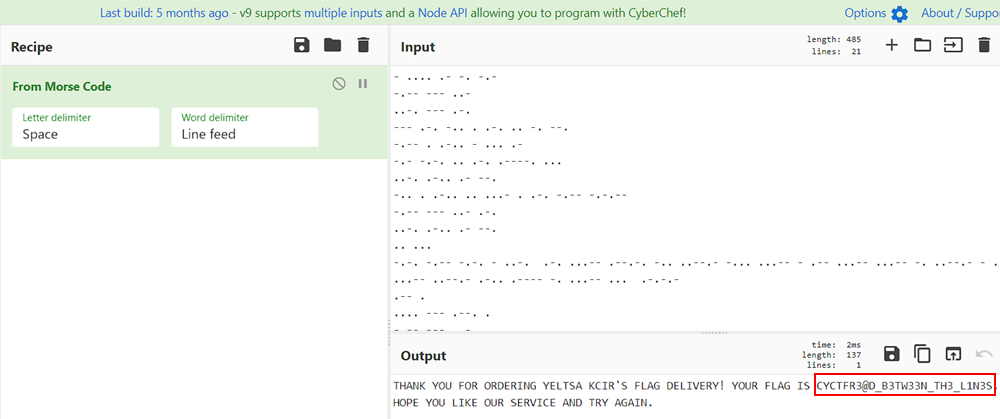 Last build: 5 months ago - v9 supports multiple inputs and a Node API allowing you to program with CyberChef!
Options
About / Suppo
Recipe
From Morse Code
Letter delimiter
Space
Word delimiter
Line feed
Input
length: 485
lines: 21
- .... .- -. -.-
-.-- --- ..-
..-. --- .-.
--- .-. -.. . .-. .. -. --.
-.-- . .-.. - ... .-
-.- -.-. .. .-. .----. ...
..-. .-.. .- --.
-.. . .-.. .. ...- . .-. -.-- -.-.--
-.-- --- ..- .-.
..-. .-.. .- --.
.. ...
-.-. -.-- -.-. - ..-. .-. ...-- .--.-. -.. ..--.- -... ...-- - .-- ...-- ...-- -. ..--.- - .
...-- ..--.- .-.. .---- -. ...-- ... .-.-.-
.-- .
.... --- .--. .
Output
time: 2ms
length: 137
lines: 1
THANK YOU FOR ORDERING YELTSA KCIR'S FLAG DELIVERY! YOUR FLAG IS CYCTFR3@D_B3TW33N_TH3_L1N3S.
HOPE YOU LIKE OUR SERVICE AND TRY AGAIN.